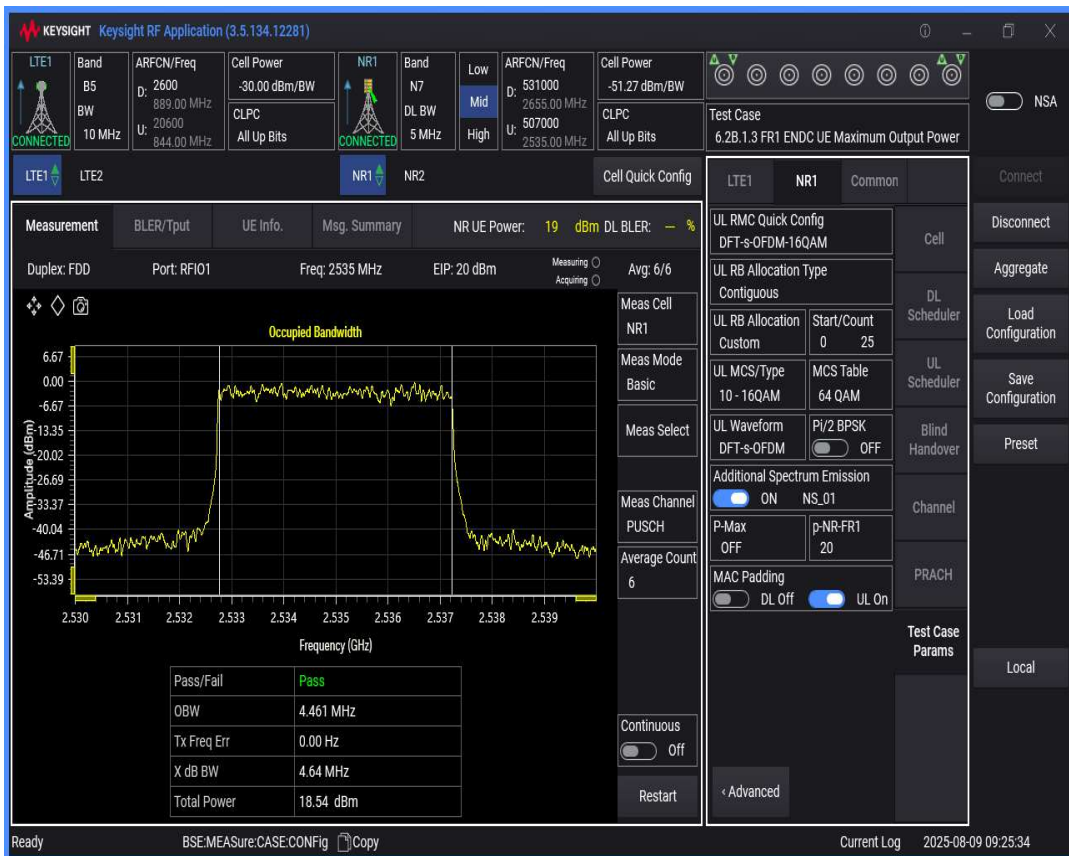 KEYSIGHT Keysight RF Application (3.5.134.12281)
LTE1
CONNECTED
Band
B5
BW
10 MHz
ARFCN/Freq
D: 2600
889.00 MHz
U: 20600
844.00 MHz
Cell Power
-30.00 dBm/BW
CLPC
All Up Bits
NR1
CONNECTED
Band
N7
DL BW
5 MHz
Low
Mid
High
ARFCN/Freq
D: 531000
2655.00 MHz
U: 507000
2535.00 MHz
Cell Power
-51.27 dBm/BW
CLPC
All Up Bits
Test Case
6.2B.1.3 FR1 ENDC UE Maximum Output Power
NSA
LTE1 LTE2 NR1 NR2 Cell Quick Config
Measurement BLER/Tput UE Info. Msg. Summary NR UE Power: 19 dBm DL BLER: — %
Duplex: FDD Port: RFIO1 Freq: 2535 MHz EIP: 20 dBm Measuring Acquiring Avg: 6/6
Occupied Bandwidth
Amplitude (dBm)
6.67
0.00
-6.67
-13.35
-20.02
-26.69
-33.37
-40.04
-46.71
-53.39
2.530 2.531 2.532 2.533 2.534 2.535 2.536 2.537 2.538 2.539
Frequency (GHz)
Pass/Fail Pass
OBW 4.461 MHz
Tx Freq Err 0.00 Hz
X dB BW 4.64 MHz
Total Power 18.54 dBm
Meas Cell
NR1
Meas Mode
Basic
Meas Select
Meas Channel
PUSCH
Average Count
6
Continuous
Off
Restart
LTE1 NR1 Common
UL RMC Quick Config
DFT-s-OFDM-16QAM
UL RB Allocation Type
Contiguous
UL RB Allocation
Custom
Start/Count
0 25
UL MCS/Type
10 - 16QAM
MCS Table
64 QAM
UL Waveform
DFT-s-OFDM
Pi/2 BPSK
OFF
Additional Spectrum Emission
ON NS_01
P-Max
OFF
p-NR-FR1
20
MAC Padding
DL Off UL On
‹ Advanced
Cell
DL
Scheduler
UL
Scheduler
Blind
Handover
Channel
PRACH
Test Case
Params
Connect
Disconnect
Aggregate
Load
Configuration
Save
Configuration
Preset
Local
Ready BSE:MEASure:CASE:CONFig Copy Current Log 2025-08-09 09:25:34